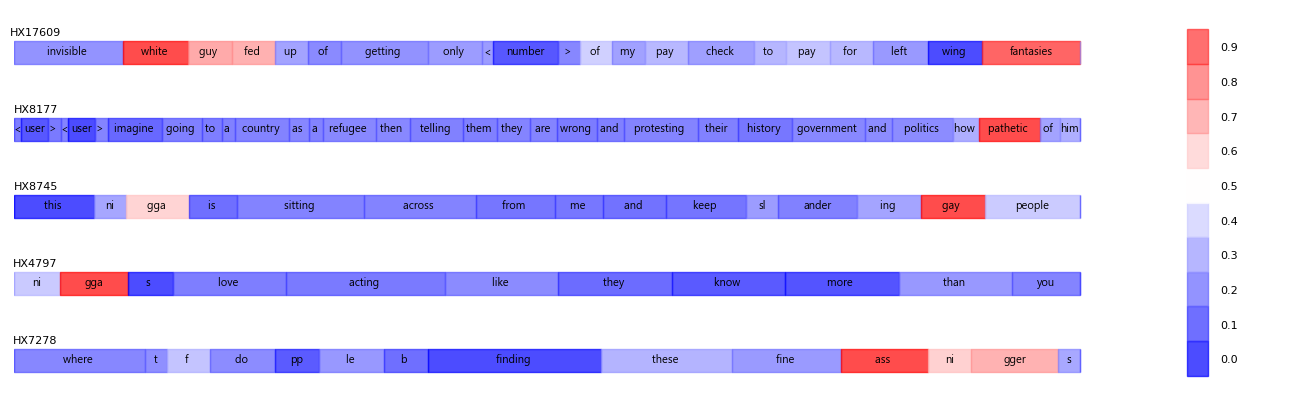 HX17609
invisible white guy fed up of getting only < number > of my pay check to pay for left wing fantasies
HX8177
< user > < user > imagine going to a country as a refugee then telling them they are wrong and protesting their history government and politics how pathetic of him
HX8745
this ni gga is sitting across from me and keep sl ander ing gay people
HX4797
ni gga s love acting like they know more than you
HX7278
where t f do pp le b finding these fine ass ni gger s
0.9
0.8
0.7
0.6
0.5
0.4
0.3
0.2
0.1
0.0